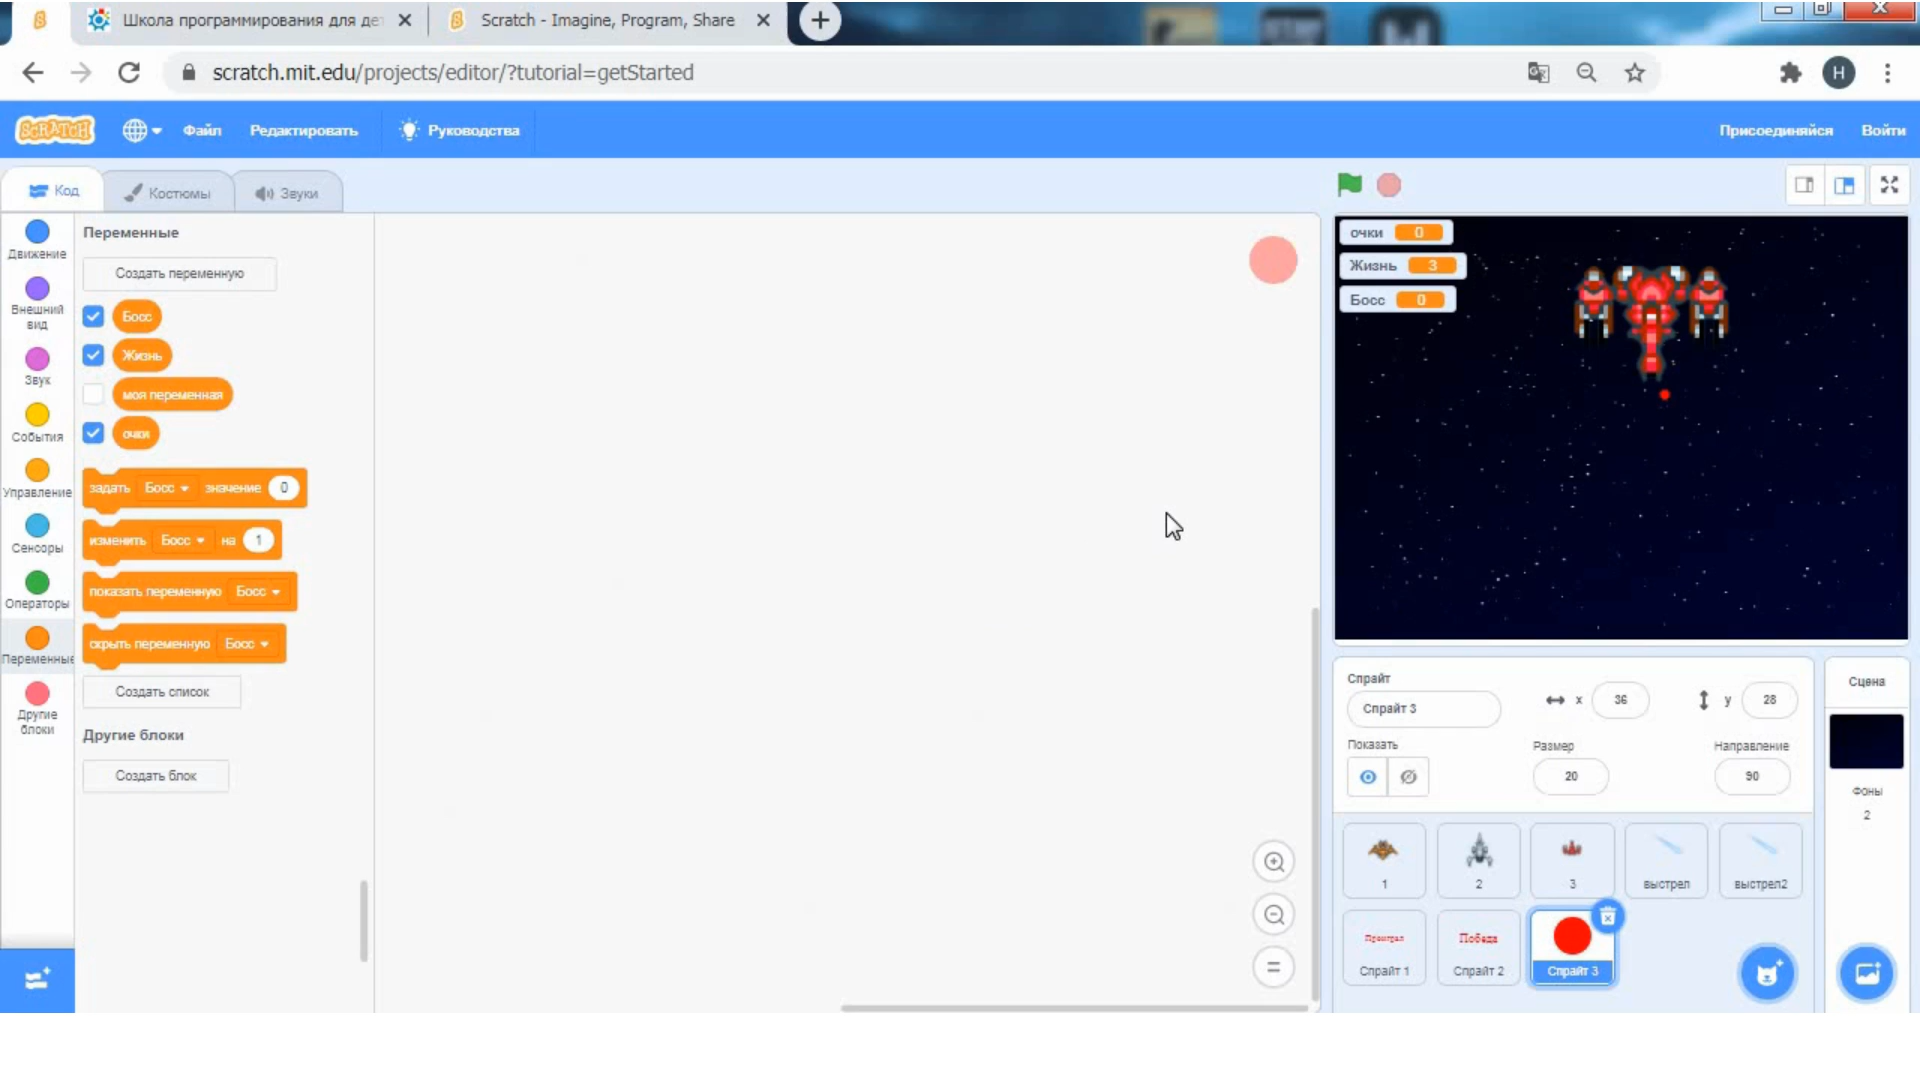 Школа программирования для де
Scratch - Imagine, Program, Share
scratch.mit.edu/projects/editor/?tutorial=getStarted
H
SCRATCH
Файл
Редактировать
Руководства
Присоединяйся
Войти
Код
Костюмы
Звуки
Движение
Внешний
вид
Звук
События
Управление
Сенсоры
Операторы
Переменные
Другие
блоки
Переменные
Создать переменную
Босс
Жизнь
моя переменная
очки
задать Босс значение 0
изменить Босс на 1
показать переменную Босс
скрыть переменную Босс
Создать список
Другие блоки
Создать блок
очки 0
Жизнь 3
Босс 0
Спрайт
Спрайт 3
x 36
y 28
Показать
Размер
20
Направление
90
1
2
3
выстрел
выстрел2
Проиграл
Спрайт 1
Победа
Спрайт 2
Спрайт 3
Сцена
Фоны
2